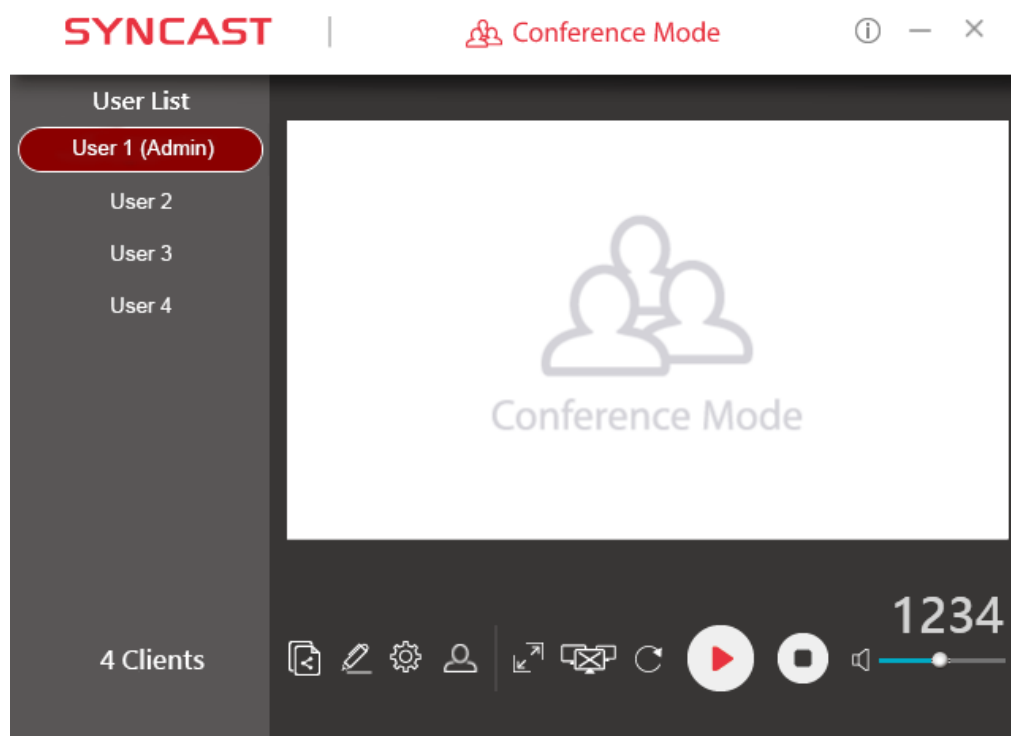 SYNCAST
Conference Mode
User List
User 1 (Admin)
User 2
User 3
User 4
Conference Mode
1234
4 Clients